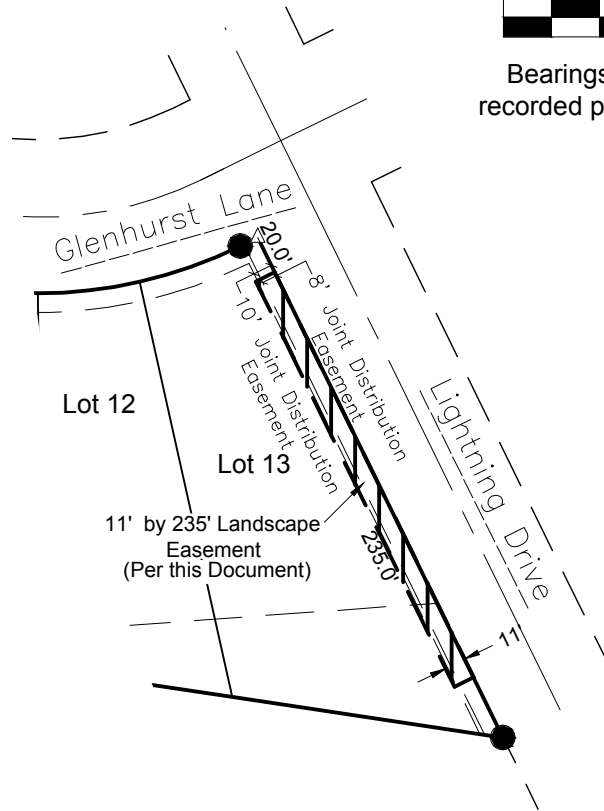 Bearings
recorded p
Glenhurst Lane
20.0'
8' Joint Distribution
Easement
10' Joint Distribution
Easement
Lightning Drive
Lot 12
Lot 13
11' by 235' Landscape
Easement
(Per this Document)
235.0'
11'